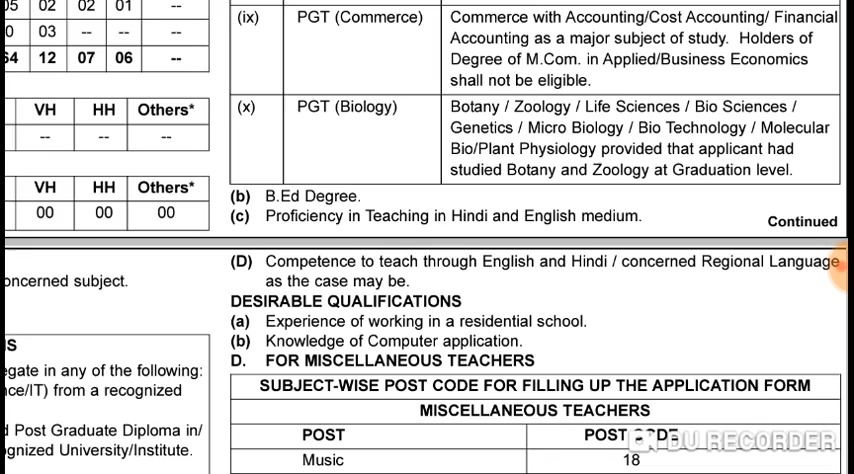 05 02 02 01 --
0 03 -- -- --
64 12 07 06 --
VH HH Others*
-- -- --
VH HH Others*
00 00 00
oncerned subject.
S
egate in any of the following:
nce/IT) from a recognized
d Post Graduate Diploma in/
ognized University/Institute.
(ix) PGT (Commerce) Commerce with Accounting/Cost Accounting/ Financial
Accounting as a major subject of study. Holders of
Degree of M.Com. in Applied/Business Economics
shall not be eligible.
(x) PGT (Biology) Botany / Zoology / Life Sciences / Bio Sciences /
Genetics / Micro Biology / Bio Technology / Molecular
Bio/Plant Physiology provided that applicant had
studied Botany and Zoology at Graduation level.
(b) B.Ed Degree.
(c) Proficiency in Teaching in Hindi and English medium.
Continued
(D) Competence to teach through English and Hindi / concerned Regional Language
as the case may be.
DESIRABLE QUALIFICATIONS
(a) Experience of working in a residential school.
(b) Knowledge of Computer application.
D. FOR MISCELLANEOUS TEACHERS
SUBJECT-WISE POST CODE FOR FILLING UP THE APPLICATION FORM
MISCELLANEOUS TEACHERS
POST POST CODE
Music 18
DU RECORDER